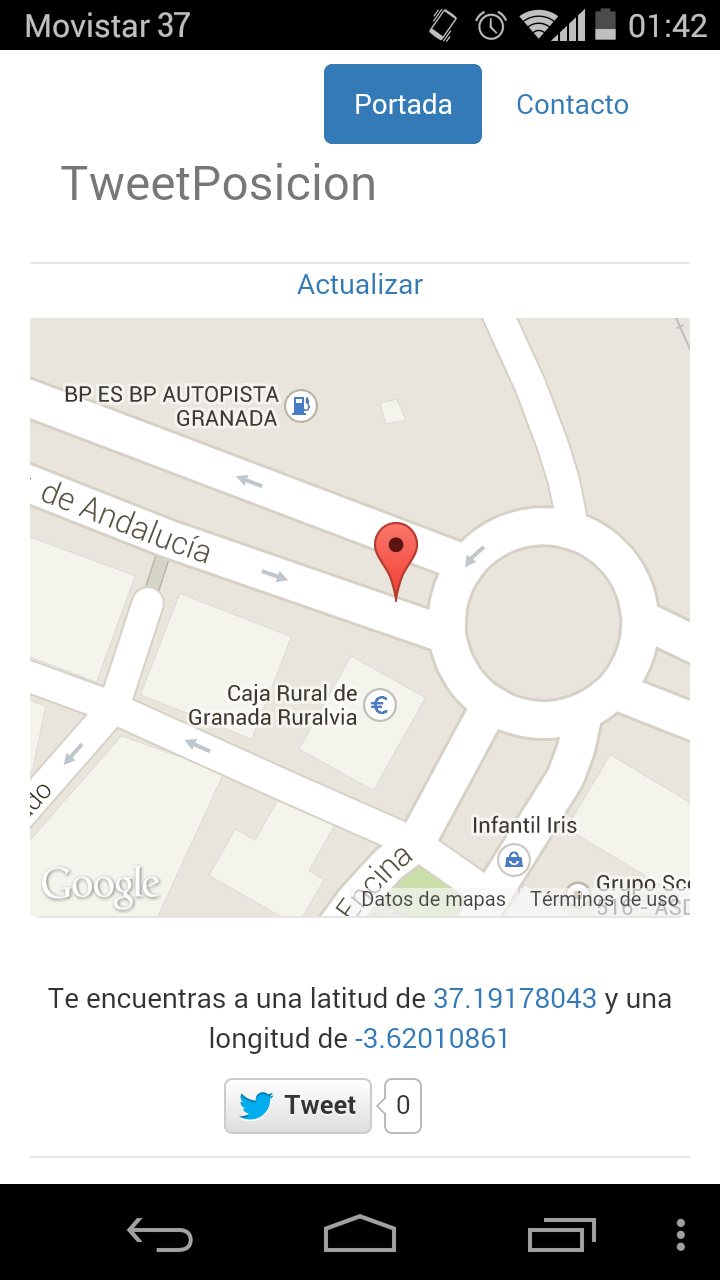 Movistar 37
01:42
Portada
Contacto
TweetPosicion
Actualizar
BP ES BP AUTOPISTA
GRANADA
de Andalucía
Caja Rural de
Granada Ruralvia
Infantil Iris
Encina
Grupo
Google
Datos de mapas
Términos de uso
Te encuentras a una latitud de 37.19178043 y una
longitud de -3.62010861
Tweet
0